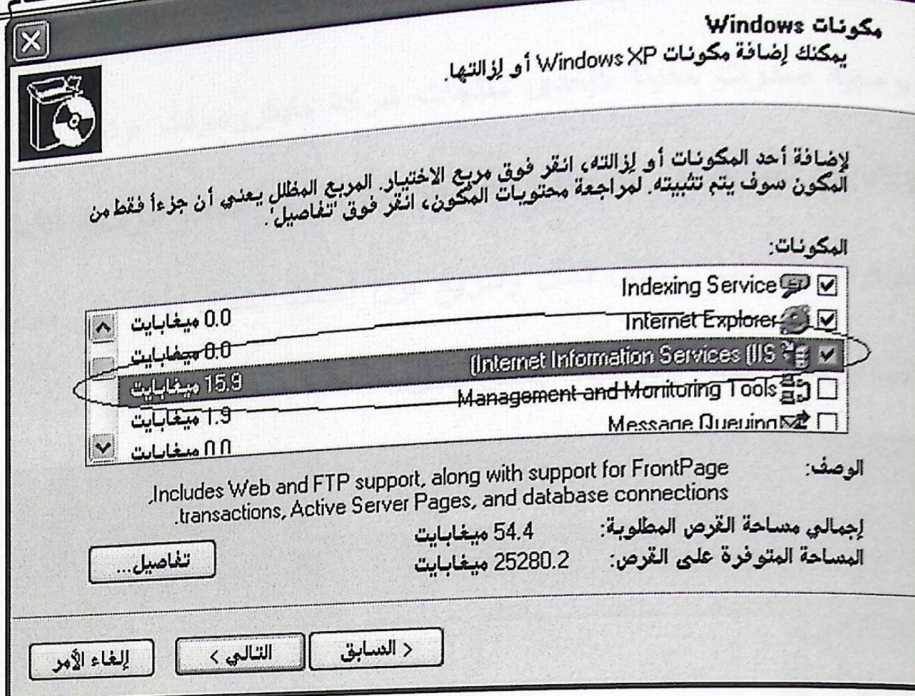 مكونات Windows
يمكنك إضافة مكونات Windows XP أو لإزالتها.
لإضافة أحد المكونات أو لإزالته، انقر فوق مربع الاختيار. المربع المظلل يعني أن جزءاً فقط من
المكون سوف يتم تثبيته. لمراجعة محتويات المكون، انقر فوق 'تفاصيل'.
المكونات:
Indexing Service 0.0 ميغابايت
Internet Explorer 0.0 ميغابايت
(Internet Information Services (IIS 15.9 ميغابايت
Management and Monitoring Tools 1.9 ميغابايت
Message Queuing 0.0 ميغابايت
الوصف: Includes Web and FTP support, along with support for FrontPage
transactions, Active Server Pages, and database connections.
إجمالي مساحة القرص المطلوبة: 54.4 ميغابايت
المساحة المتوفرة على القرص: 25280.2 ميغابايت
تفاصيل...
< السابق
التالي >
إلغاء الأمر